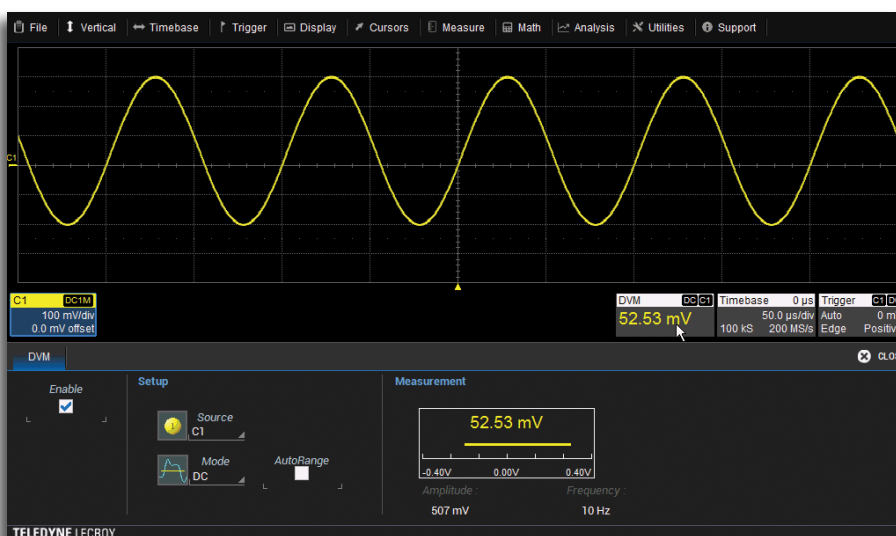 File Vertical Timebase Trigger Display Cursors Measure Math Analysis Utilities Support
C1
C1 DC1M
100 mV/div
0.0 mV offset
DVM DC C1
52.53 mV
Timebase 0 µs
50.0 µs/div
100 kS 200 MS/s
Trigger C1
Auto 0
Edge
DVM
Enable
Setup
Source
C1
Mode
DC
AutoRange
Measurement
52.53 mV
-0.40V 0.00V 0.40V
Amplitude : Frequency :
507 mV 10 Hz
TELEDYNE LECROY